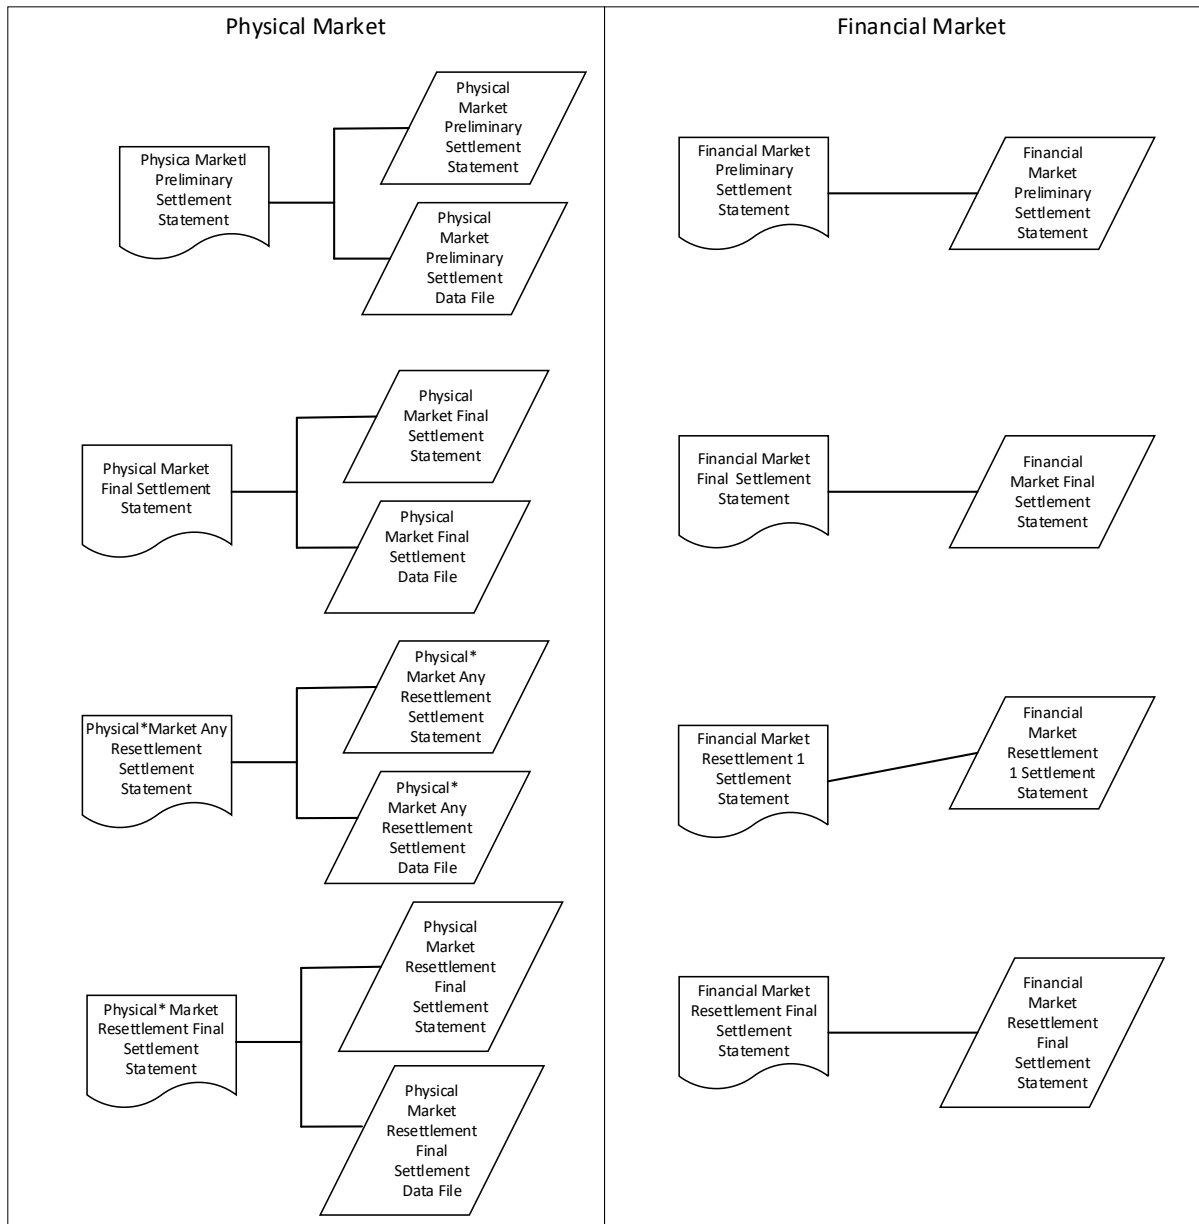 Physical Market
Physica Marketl
Preliminary
Settlement
Statement
Physical
Market
Preliminary
Settlement
Statement
Physical
Market
Preliminary
Settlement
Data File
Physical Market
Final Settlement
Statement
Physical
Market Final
Settlement
Statement
Physical
Market Final
Settlement
Data File
Physical*Market Any
Resettlement
Settlement
Statement
Physical*
Market Any
Resettlement
Settlement
Statement
Physical*
Market Any
Resettlement
Settlement
Data File
Physical* Market
Resettlement Final
Settlement
Statement
Physical
Market
Resettlement
Final
Settlement
Statement
Physical
Market
Resettlement
Final
Settlement
Data File
Financial Market
Financial Market
Preliminary
Settlement
Statement
Financial
Market
Preliminary
Settlement
Statement
Financial Market
Final Settlement
Statement
Financial
Market Final
Settlement
Statement
Financial Market
Resettlement 1
Settlement
Statement
Financial
Market
Resettlement
1 Settlement
Statement
Financial Market
Resettlement Final
Settlement
Statement
Financial
Market
Resettlement
Final
Settlement
Statement